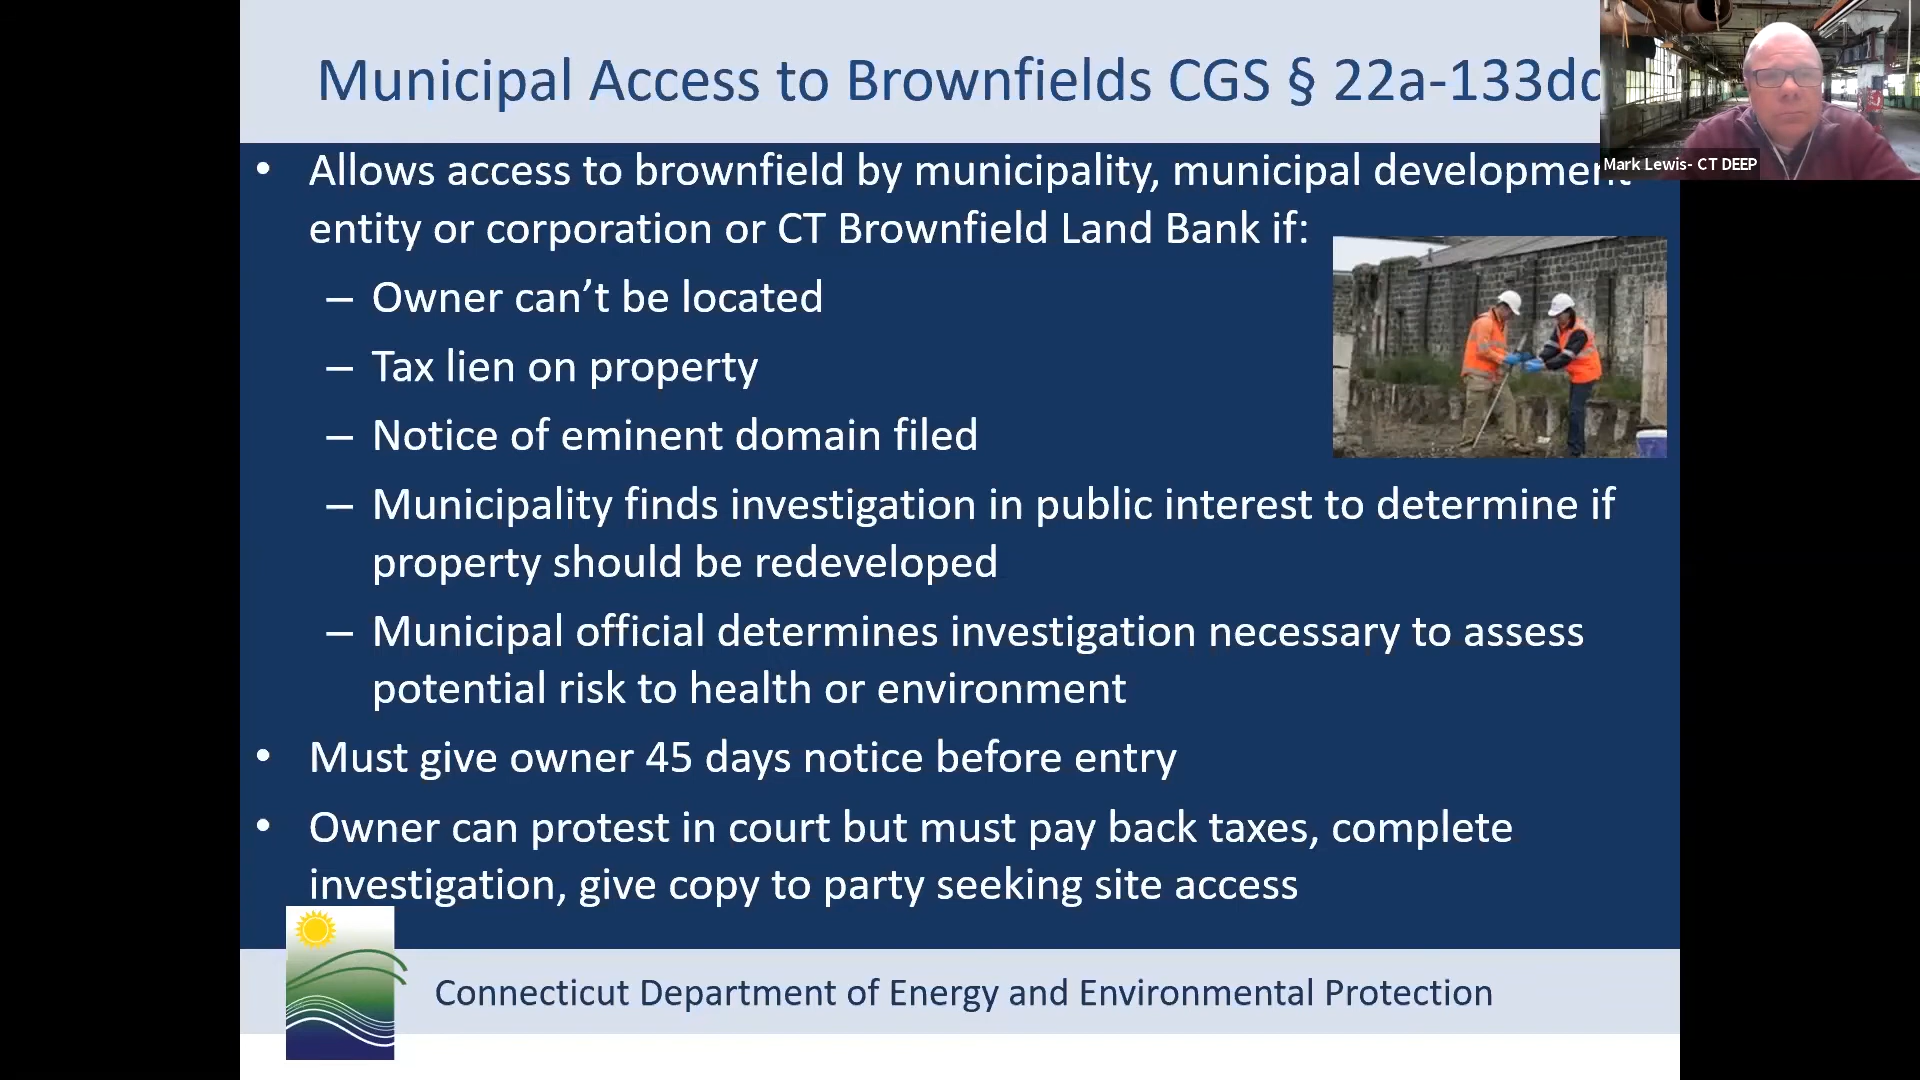 Municipal Access to Brownfields CGS § 22a-133dd
Mark Lewis- CT DEEP
• Allows access to brownfield by municipality, municipal development
entity or corporation or CT Brownfield Land Bank if:
– Owner can’t be located
– Tax lien on property
– Notice of eminent domain filed
– Municipality finds investigation in public interest to determine if
property should be redeveloped
– Municipal official determines investigation necessary to assess
potential risk to health or environment
• Must give owner 45 days notice before entry
• Owner can protest in court but must pay back taxes, complete
investigation, give copy to party seeking site access
Connecticut Department of Energy and Environmental Protection